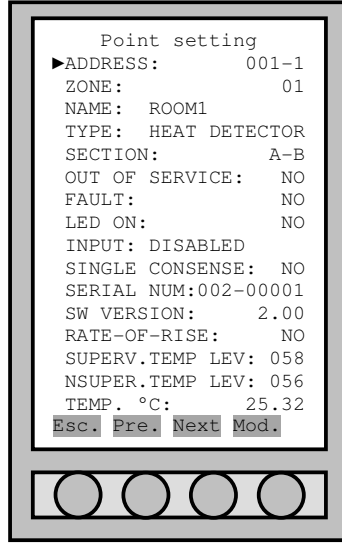 Point setting
►ADDRESS: 001-1
ZONE: 01
NAME: ROOM1
TYPE: HEAT DETECTOR
SECTION: A-B
OUT OF SERVICE: NO
FAULT: NO
LED ON: NO
INPUT: DISABLED
SINGLE CONSENSE: NO
SERIAL NUM:002-00001
SW VERSION: 2.00
RATE-OF-RISE: NO
SUPERV.TEMP LEV: 058
NSUPER.TEMP LEV: 056
TEMP. °C: 25.32
Esc. Pre. Next Mod.